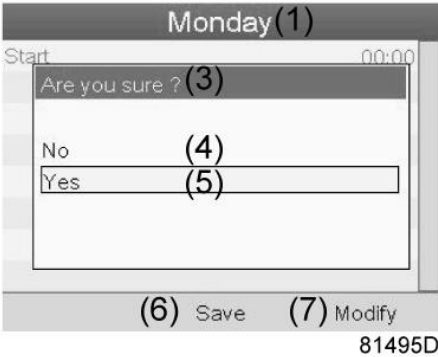 Monday(1)
Start 00:00
Are you sure ?(3)
No (4)
Yes (5)
(6) Save (7) Modify
81495D